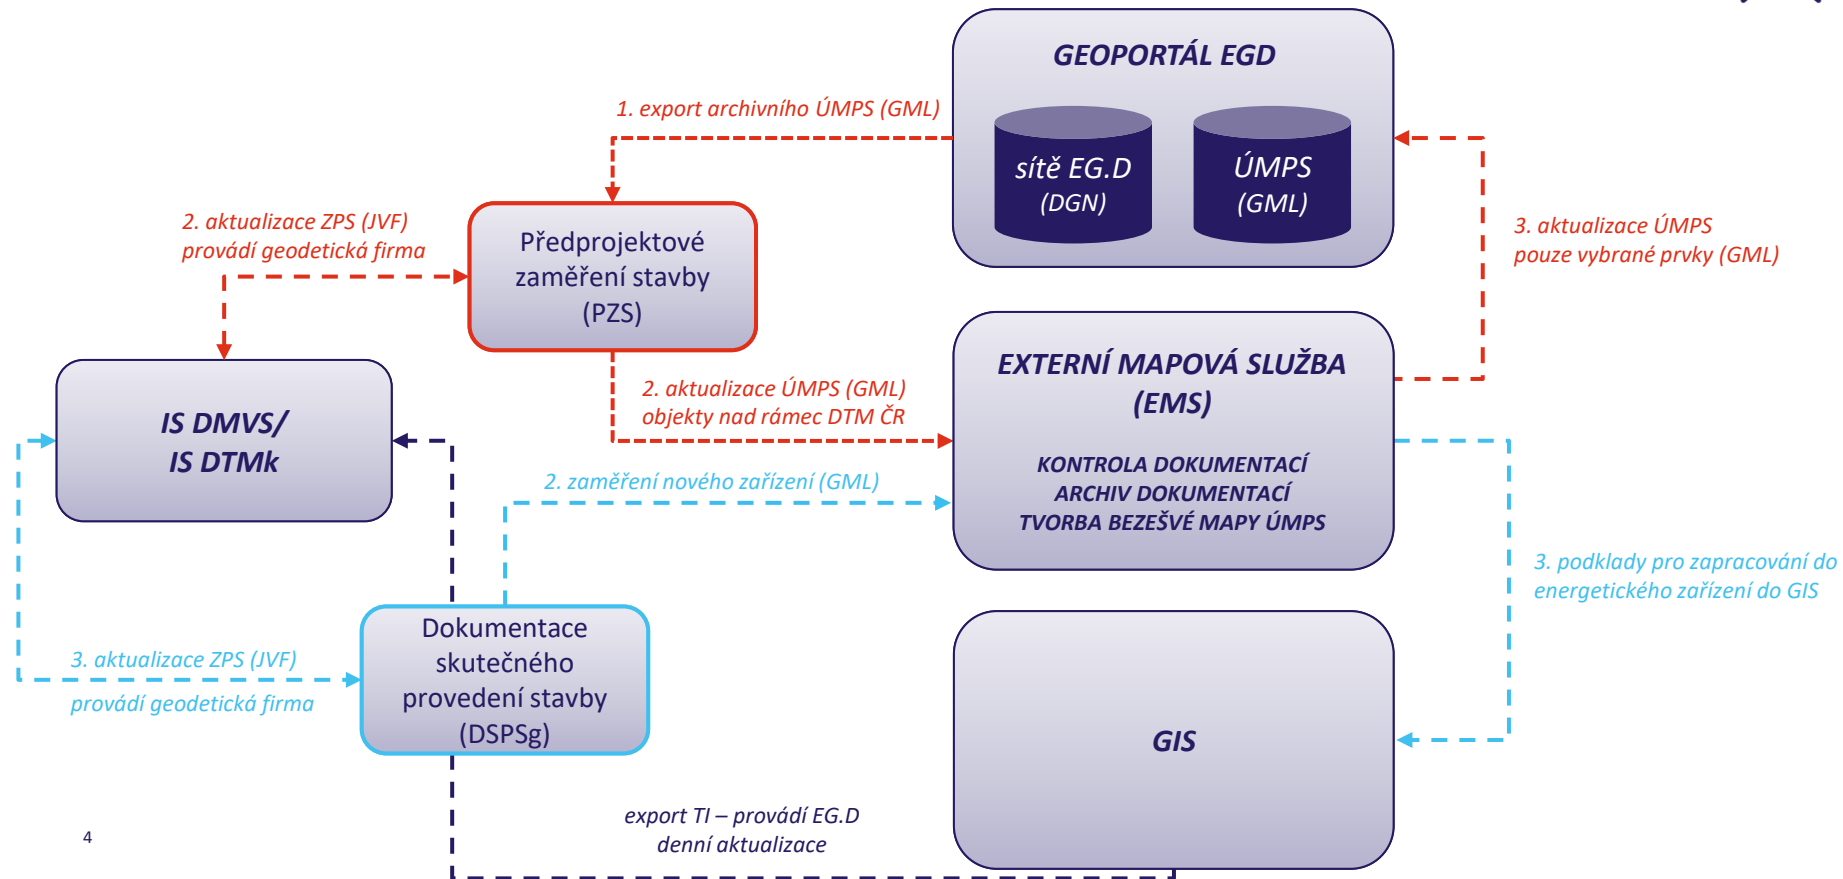 GEOPORTÁL EGD
1. export archivního ÚMPS (GML)
sítě EG.D
(DGN)
ÚMPS
(GML)
2. aktualizace ZPS (JVF)
provádí geodetická firma
Předprojektové
zaměření stavby
(PZS)
3. aktualizace ÚMPS
pouze vybrané prvky (GML)
EXTERNÍ MAPOVÁ SLUŽBA
(EMS)
KONTROLA DOKUMENTACÍ
ARCHIV DOKUMENTACÍ
TVORBA BEZEŠVÉ MAPY ÚMPS
2. aktualizace ÚMPS (GML)
objekty nad rámec DTM ČR
IS DMVS/
IS DTMk
2. zaměření nového zařízení (GML)
3. podklady pro zapracování do
energetického zařízení do GIS
Dokumentace
skutečného
provedení stavby
(DSPSg)
3. aktualizace ZPS (JVF)
provádí geodetická firma
GIS
export TI – provádí EG.D
denní aktualizace
4